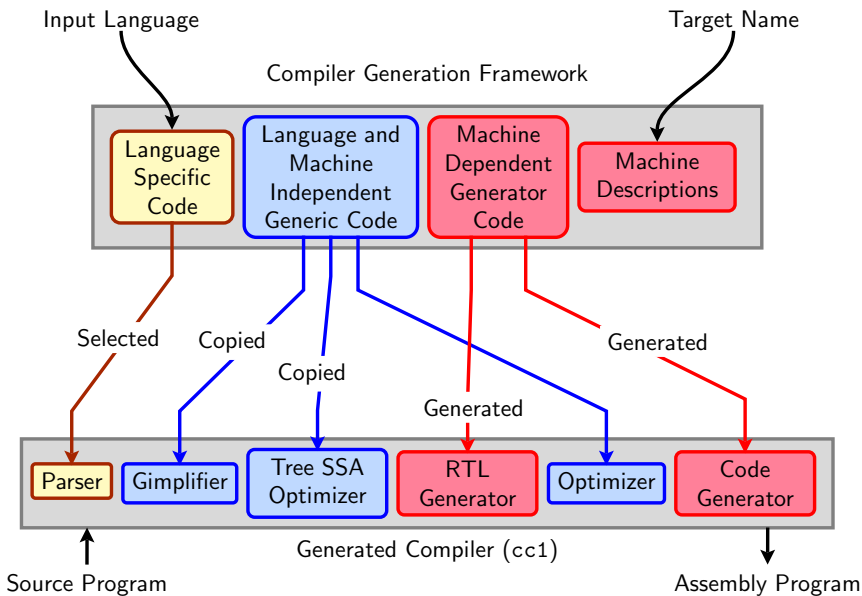 Input Language
Target Name
Compiler Generation Framework
Language
Specific
Code
Language and
Machine
Independent
Generic Code
Machine
Dependent
Generator
Code
Machine
Descriptions
Selected
Copied
Copied
Generated
Generated
Parser
Gimplifier
Tree SSA
Optimizer
RTL
Generator
Optimizer
Code
Generator
Generated Compiler (cc1)
Source Program
Assembly Program